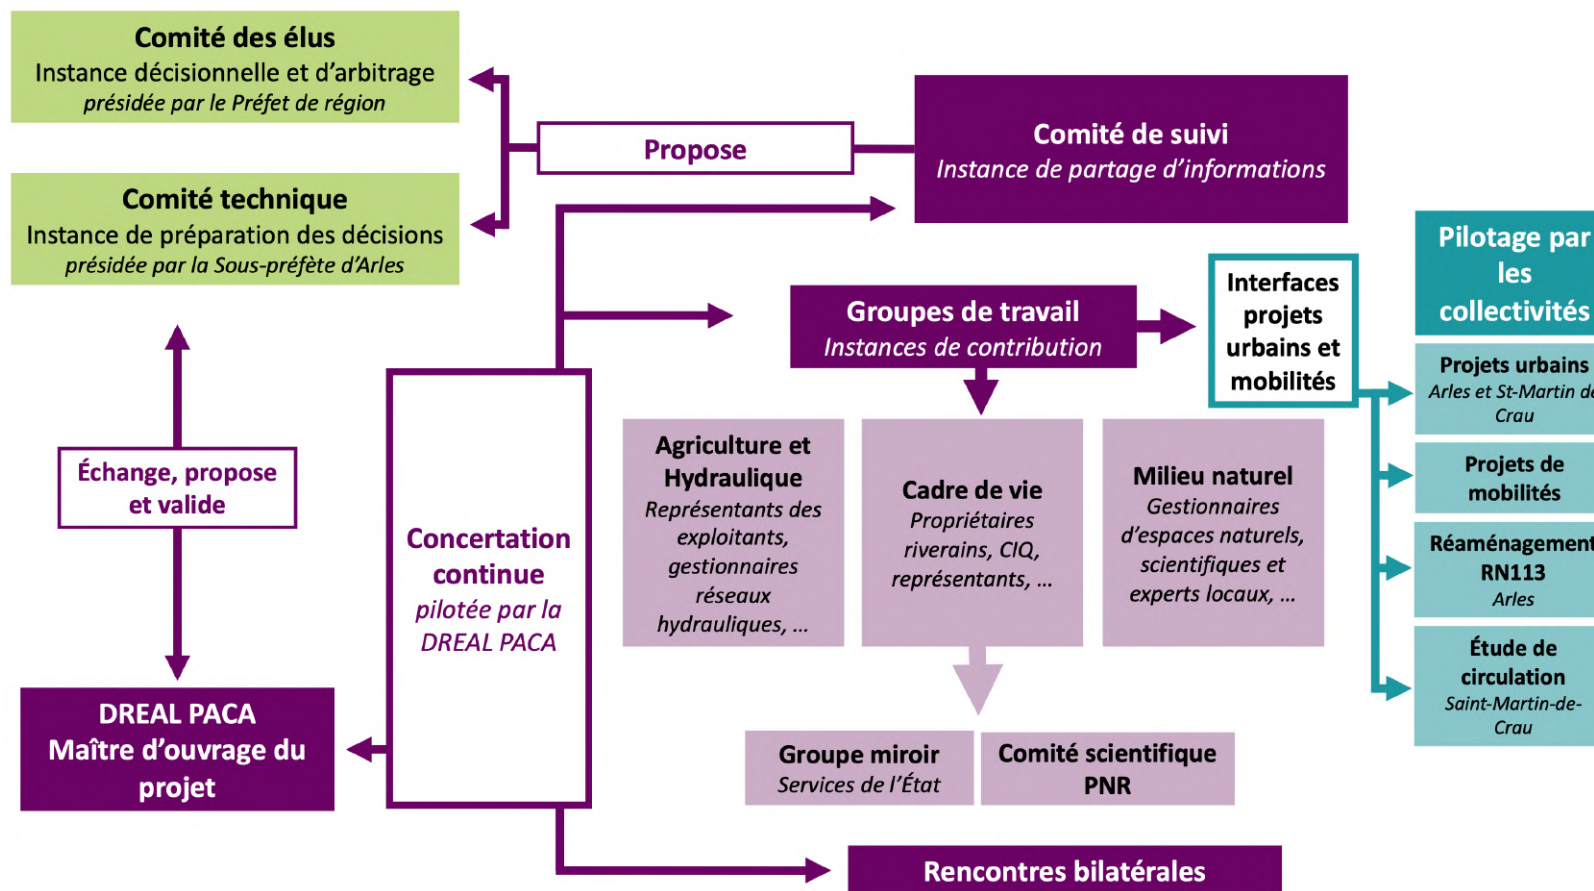 Comité des élus
Instance décisionnelle et d’arbitrage
présidée par le Préfet de région
Propose
Comité de suivi
Instance de partage d’informations
Comité technique
Instance de préparation des décisions
présidée par la Sous-préfète d’Arles
Groupes de travail
Instances de contribution
Interfaces
projets
urbains et
mobilités
Pilotage par
les
collectivités
Projets urbains
Arles et St-Martin de
Crau
Projets de
mobilités
Réaménagement
RN113
Arles
Étude de
circulation
Saint-Martin-de-
Crau
Échange, propose
et valide
Concertation
continue
pilotée par la
DREAL PACA
Agriculture et
Hydraulique
Représentants des
exploitants,
gestionnaires
réseaux
hydrauliques, ...
Cadre de vie
Propriétaires
riverains, CIQ,
représentants, ...
Milieu naturel
Gestionnaires
d’espaces naturels,
scientifiques et
experts locaux, ...
DREAL PACA
Maître d’ouvrage du
projet
Groupe miroir
Services de l’État
Comité scientifique
PNR
Rencontres bilatérales